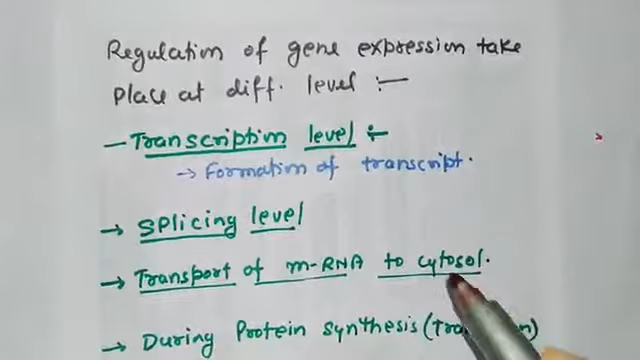 Regulation of gene expression take
Place at diff. level :—
— Transcription level :-
→ Formation of transcript.
→ Splicing level
→ Transport of m-RNA to cytosol.
→ During Protein synthesis